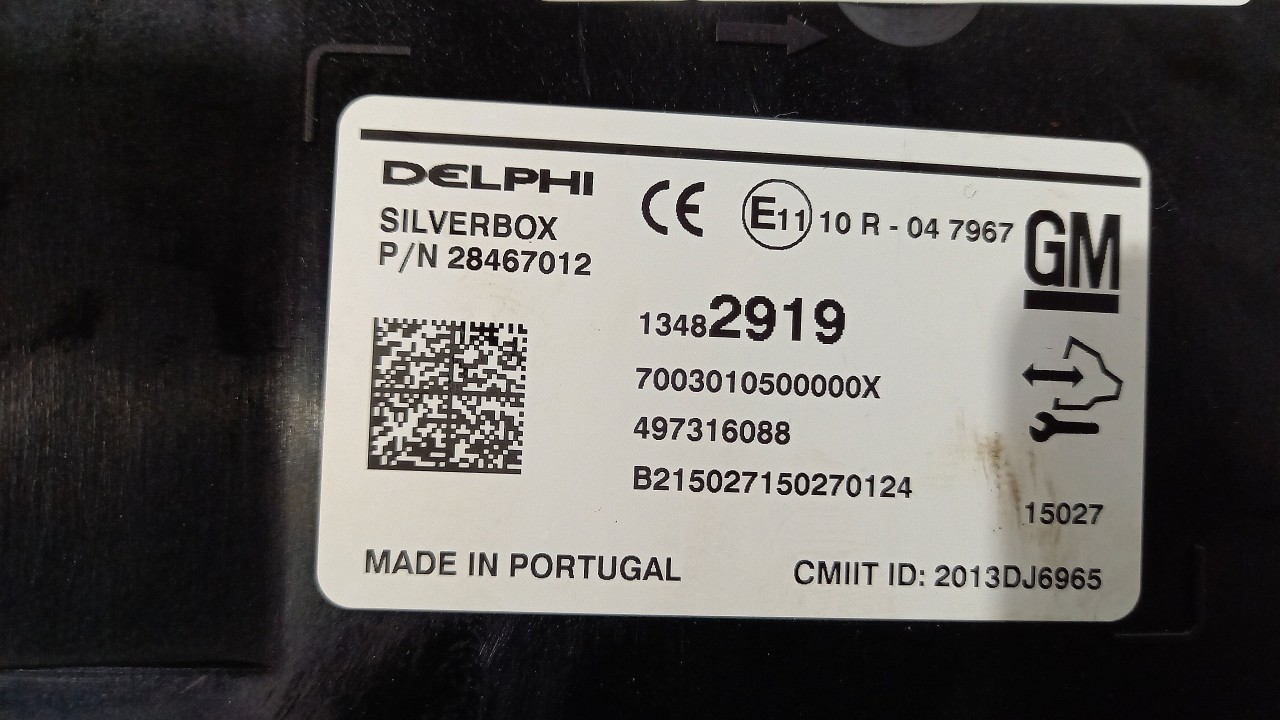 DELPHI
SILVERBOX
P/N 28467012
CE E11 10 R - 04 7967
GM
13482919
7003010500000X
497316088
B215027150270124
15027
MADE IN PORTUGAL
CMIIT ID: 2013DJ6965